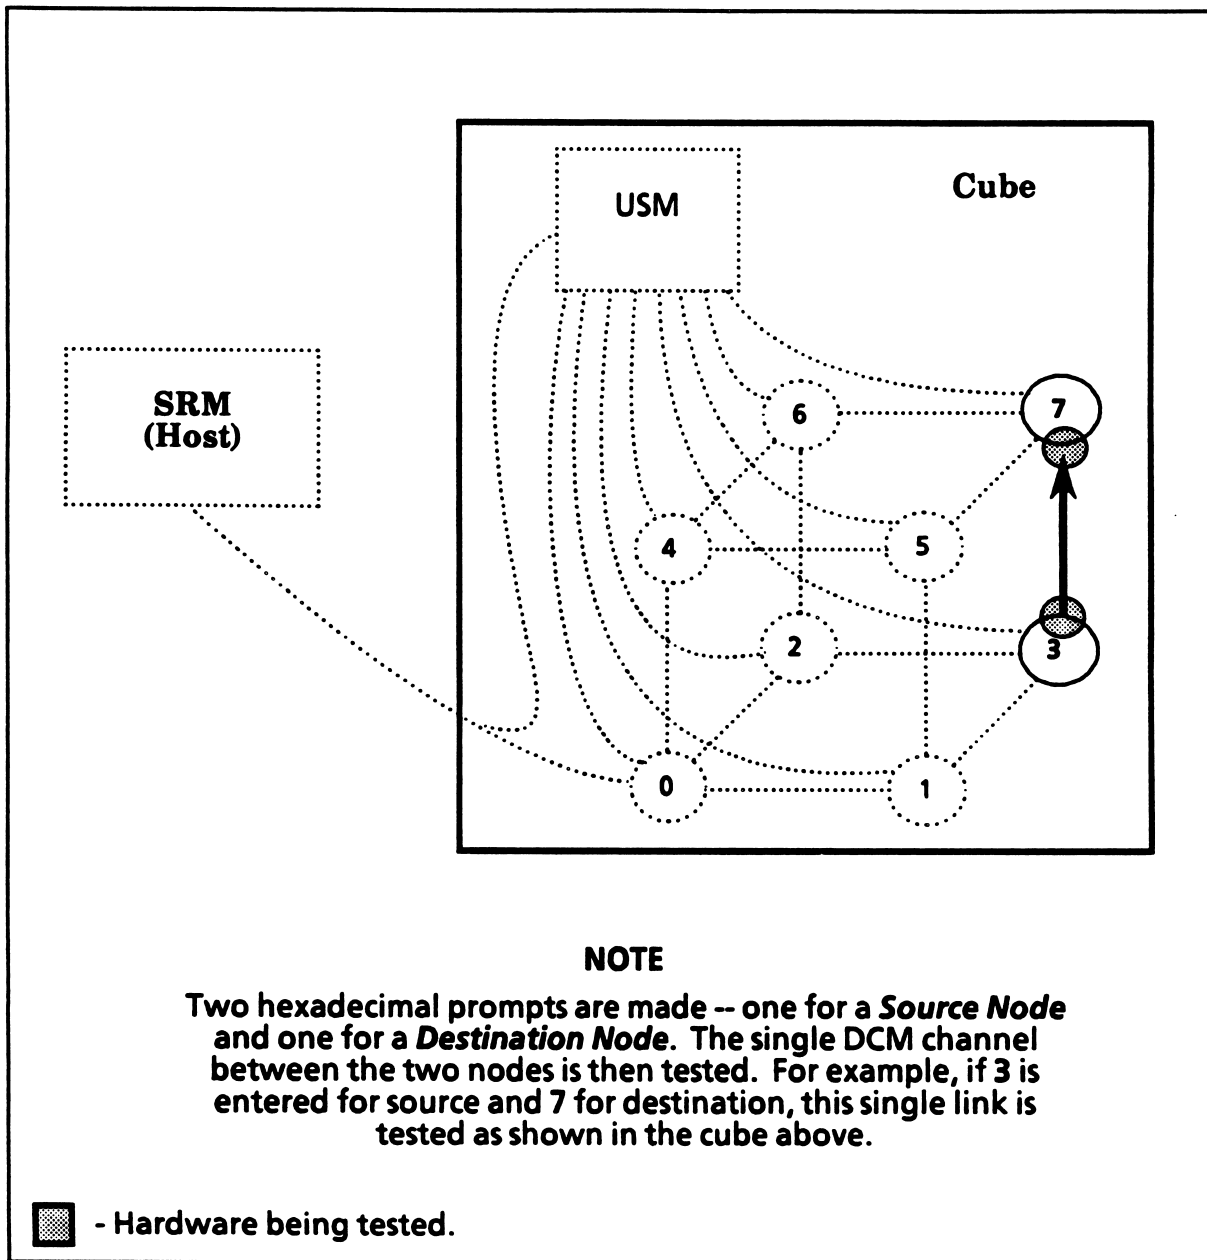 Cube
USM
SRM
(Host)
6
7
4
5
2
3
0
1
NOTE
Two hexadecimal prompts are made -- one for a Source Node
and one for a Destination Node. The single DCM channel
between the two nodes is then tested. For example, if 3 is
entered for source and 7 for destination, this single link is
tested as shown in the cube above.
- Hardware being tested.